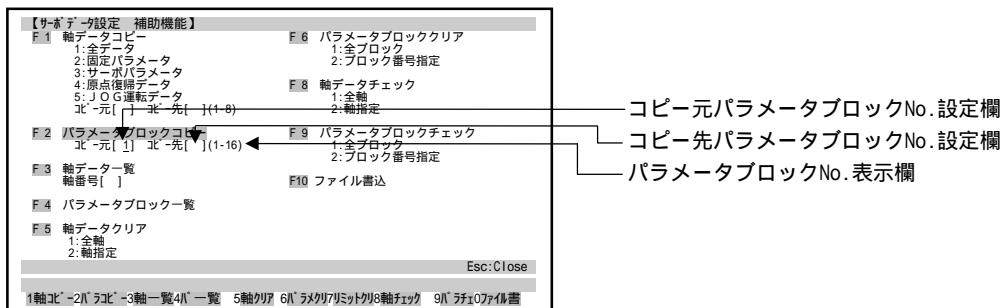 【ｻｰﾎﾞﾃﾞｰﾀ設定　補助機能】
F 1　軸データコピー
1:全データ
2:固定パラメータ
3:サーボパラメータ
4:原点復帰データ
5:ＪＯＧ運転データ
ｺﾋﾟｰ元[　]　ｺﾋﾟｰ先[　](1-8)
F 2　パラメータブロックコピー
ｺﾋﾟｰ元[ 1]　ｺﾋﾟｰ先[　](1-16)
F 3　軸データ一覧
軸番号[　]
F 4　パラメータブロック一覧
F 5　軸データクリア
1:全軸
2:軸指定
F 6　パラメータブロッククリア
1:全ブロック
2:ブロック番号指定
F 8　軸データチェック
1:全軸
2:軸指定
F 9　パラメータブロックチェック
1:全ブロック
2:ブロック番号指定
F10 ファイル書込
Esc:Close
1軸ｺﾋﾟｰ2ﾊﾟﾗｺﾋﾟｰ3軸一覧4ﾊﾟ一覧　5軸ｸﾘｱ 6ﾊﾟﾗﾒｸﾘ7ﾘﾐｯﾄｸﾘ8軸ﾁｪｯｸ　9ﾊﾟﾗﾁｪ0ﾌｧｲﾙ書
コピー元パラメータブロックNo.設定欄
コピー先パラメータブロックNo.設定欄
パラメータブロックNo.表示欄